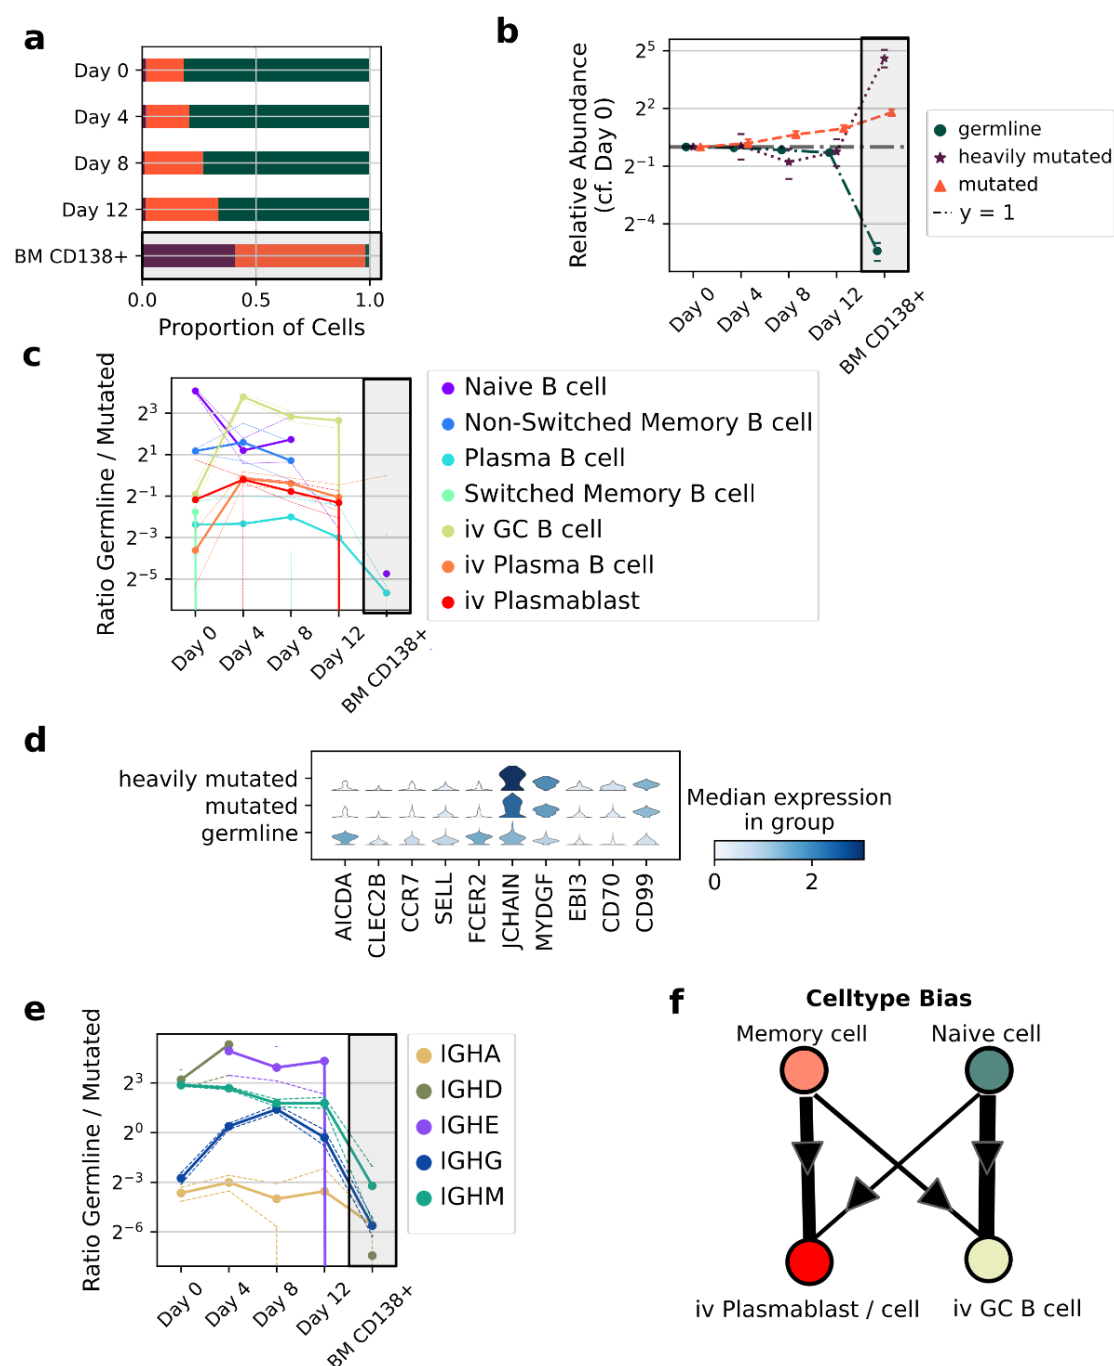 a
Day 0
Day 4
Day 8
Day 12
BM CD138+
0.0
0.5
1.0
Proportion of Cells
b
Relative Abundance
(cf. Day 0)
2^5
2^2
2^−1
2^−4
Day 0
Day 4
Day 8
Day 12
BM CD138+
germline
heavily mutated
mutated
y = 1
c
Ratio Germline / Mutated
2^3
2^1
2^−1
2^−3
2^−5
Day 0
Day 4
Day 8
Day 12
BM CD138+
Naive B cell
Non-Switched Memory B cell
Plasma B cell
Switched Memory B cell
iv GC B cell
iv Plasma B cell
iv Plasmablast
d
heavily mutated
mutated
germline
AICDA
CLEC2B
CCR7
SELL
FCER2
JCHAIN
MYDGF
EBI3
CD70
CD99
Median expression
in group
0
2
e
Ratio Germline / Mutated
2^3
2^0
2^−3
2^−6
Day 0
Day 4
Day 8
Day 12
BM CD138+
IGHA
IGHD
IGHE
IGHG
IGHM
f
Celltype Bias
Memory cell
Naive cell
iv Plasmablast / cell
iv GC B cell